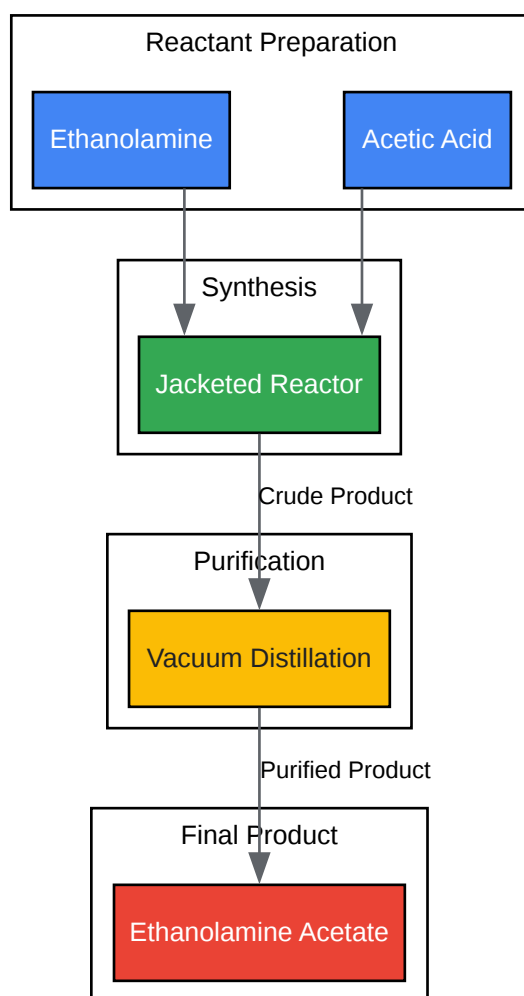 Reactant Preparation
Ethanolamine
Acetic Acid
Synthesis
Jacketed Reactor
Crude Product
Purification
Vacuum Distillation
Purified Product
Final Product
Ethanolamine Acetate